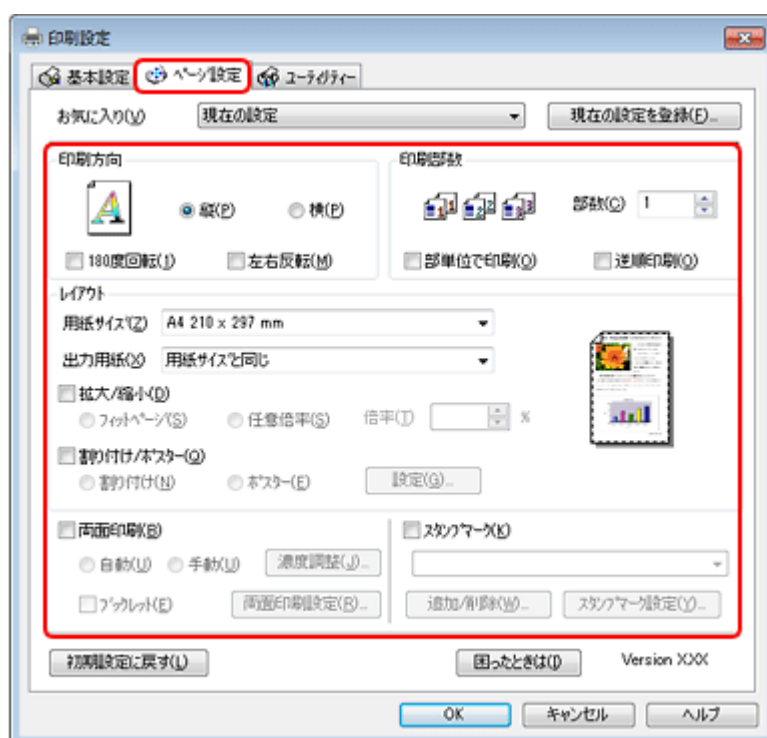 印刷設定
基本設定 ページ設定 ユーティリティー
お気に入り(V) 現在の設定 現在の設定を登録(F)...
印刷方向 印刷部数
縦(P) 横(P) 部数(C) 1
180度回転(1) 左右反転(M) 部単位で印刷(O) 逆順印刷(O)
レイアウト
用紙サイズ(Z) A4 210 x 297 mm
出力用紙(X) 用紙サイズと同じ
拡大/縮小(D)
フィットページ(S) 任意倍率(S) 倍率(T) %
割り付け/ポスター(Q)
割り付け(N) ポスター(E) 設定(G)...
両面印刷(B) スタンプマーク(K)
自動(U) 手動(U) 濃度調整(J)...
ブックレット(E) 両面印刷設定(R)... 追加/削除(W)... スタンプマーク設定(Y)...
初期設定に戻す(L) 困ったときは(I) Version X.XX
OK キャンセル ヘルプ